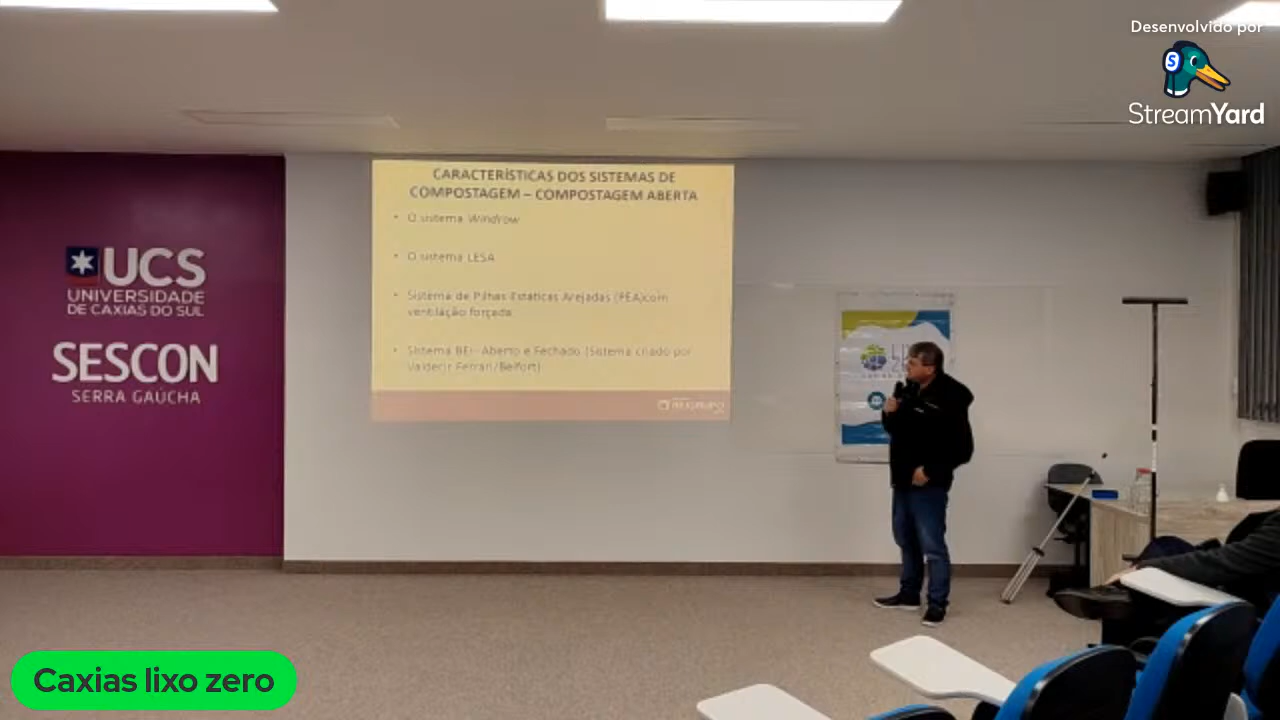 Desenvolvido por
StreamYard
CARACTERÍSTICAS DOS SISTEMAS DE
COMPOSTAGEM – COMPOSTAGEM ABERTA
• O sistema Windrow
• O sistema LESA
• Sistema de Pilhas Estáticas Arejadas (PEA)com
ventilação forçada
• Sistema BEI- Aberto e Fechado (Sistema criado por
Valdecir Ferrari/Beifort)
UCS
UNIVERSIDADE
DE CAXIAS DO SUL
SESCON
SERRA GAÚCHA
Caxias lixo zero